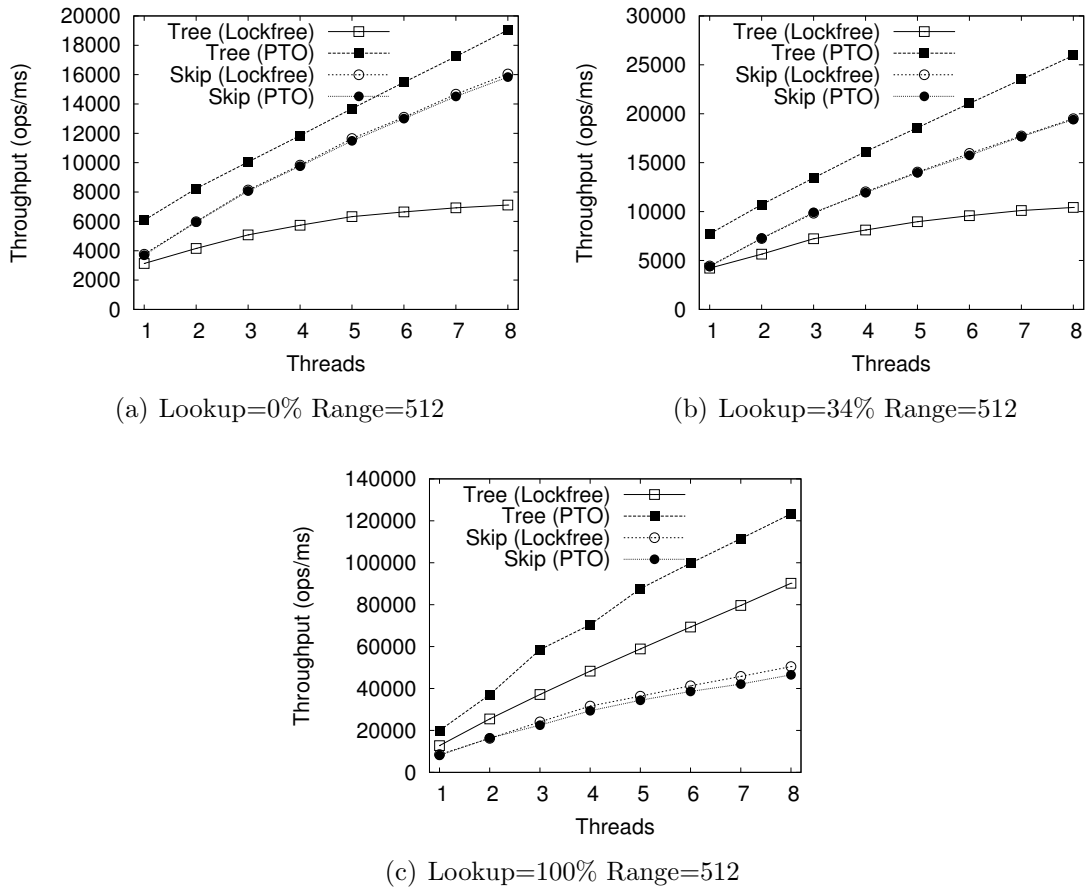 Throughput (ops/ms)
20000
18000
16000
14000
12000
10000
8000
6000
4000
2000
0
Tree (Lockfree)
Tree (PTO)
Skip (Lockfree)
Skip (PTO)
1 2 3 4 5 6 7 8
Threads
(a) Lookup=0% Range=512
Throughput (ops/ms)
30000
25000
20000
15000
10000
5000
0
Tree (Lockfree)
Tree (PTO)
Skip (Lockfree)
Skip (PTO)
1 2 3 4 5 6 7 8
Threads
(b) Lookup=34% Range=512
Throughput (ops/ms)
140000
120000
100000
80000
60000
40000
20000
0
Tree (Lockfree)
Tree (PTO)
Skip (Lockfree)
Skip (PTO)
1 2 3 4 5 6 7 8
Threads
(c) Lookup=100% Range=512